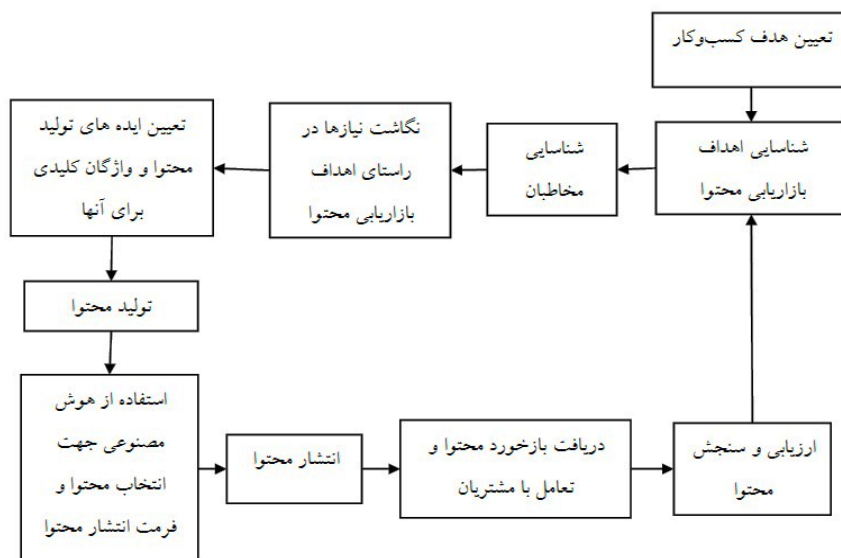 تعیین هدف کسب‌وکار
شناسایی اهداف
بازاریابی محتوا
شناسایی
مخاطبان
نگاشت نیازها در
راستای اهداف
بازاریابی محتوا
تعیین ایده های تولید
محتوا و واژگان کلیدی
برای آنها
تولید محتوا
استفاده از هوش
مصنوعی جهت
انتخاب محتوا و
فرمت انتشار محتوا
انتشار محتوا
دریافت بازخورد محتوا و
تعامل با مشتریان
ارزیابی و سنجش
محتوا